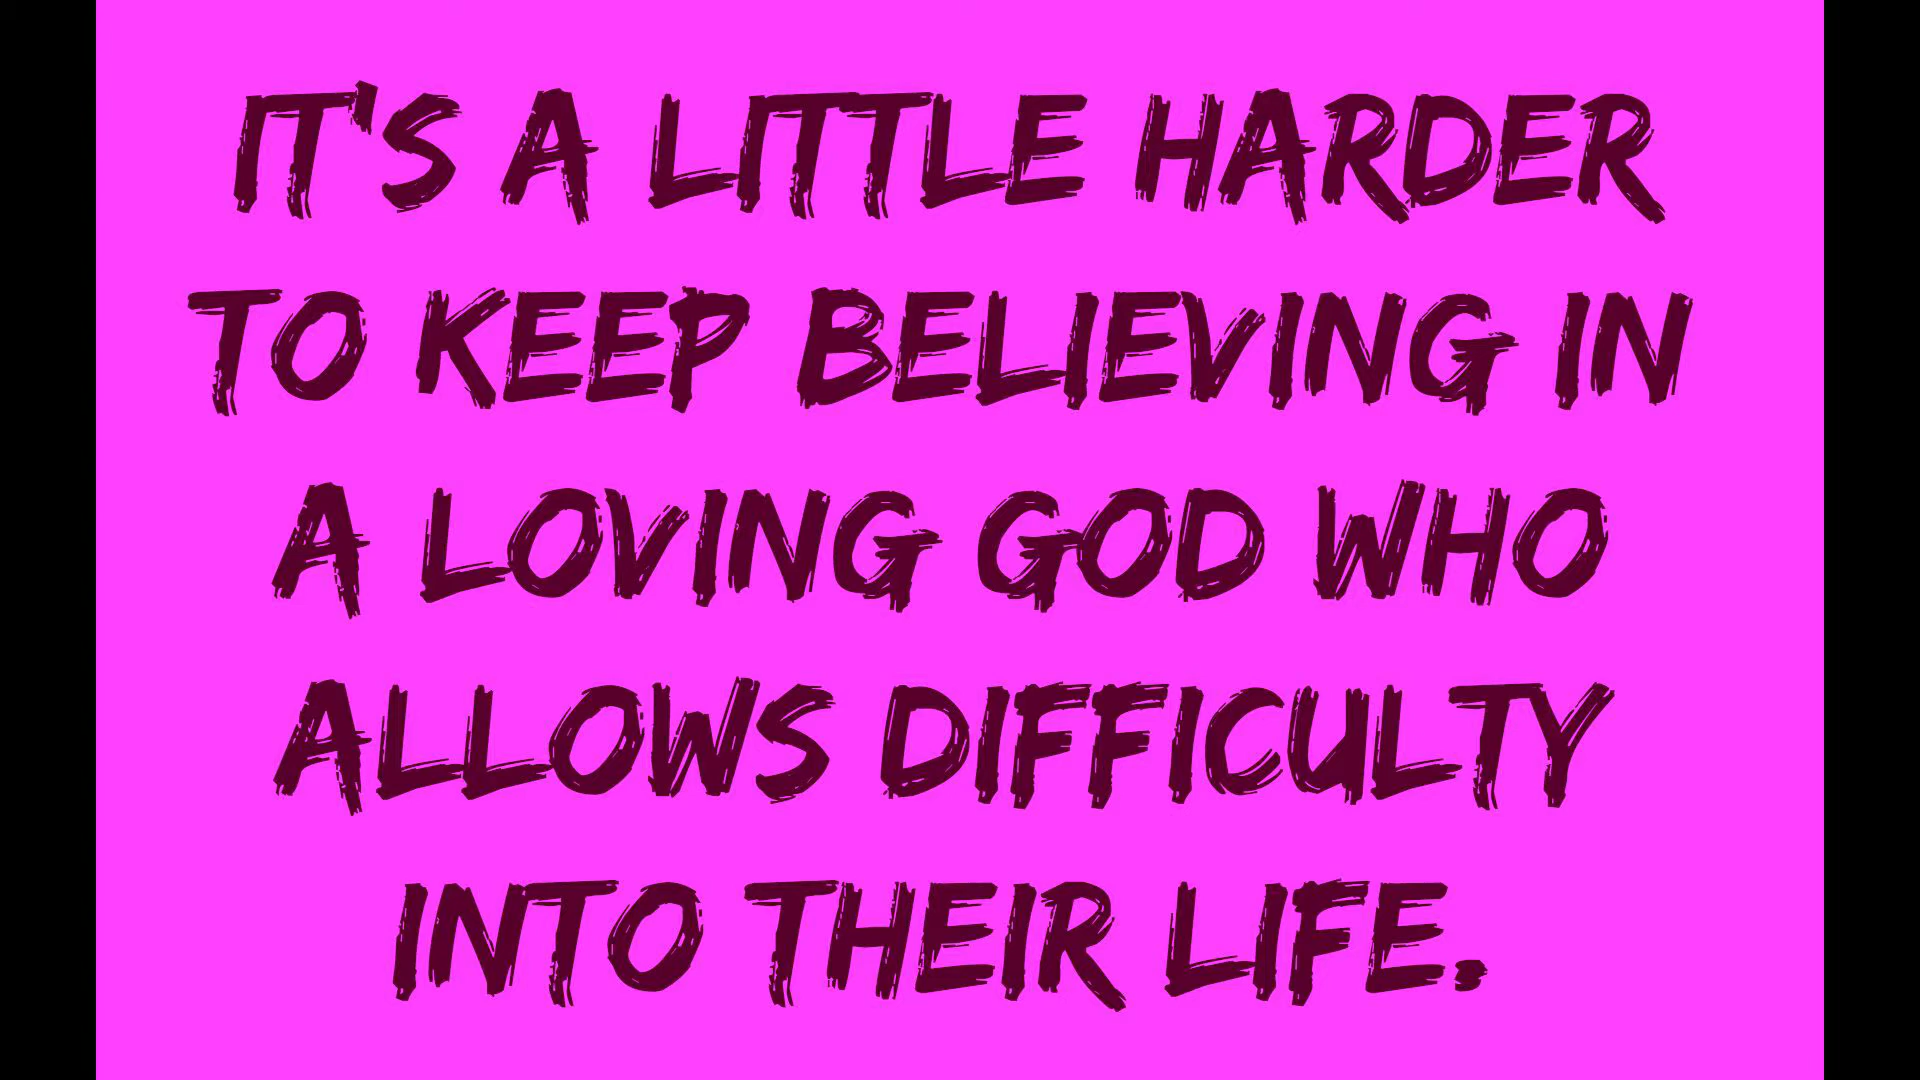 IT'S A LITTLE HARDER
TO KEEP BELIEVING IN
A LOVING GOD WHO
ALLOWS DIFFICULTY
INTO THEIR LIFE.